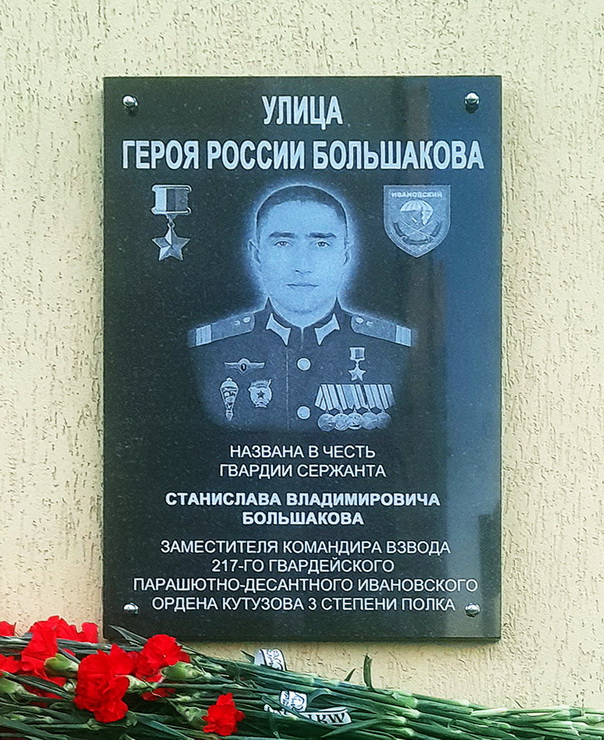 УЛИЦА
ГЕРОЯ РОССИИ БОЛЬШАКОВА
ИВАНОВСКИЙ
НАЗВАНА В ЧЕСТЬ
ГВАРДИИ СЕРЖАНТА
СТАНИСЛАВА ВЛАДИМИРОВИЧА
БОЛЬШАКОВА
ЗАМЕСТИТЕЛЯ КОМАНДИРА ВЗВОДА
217-ГО ГВАРДЕЙСКОГО
ПАРАШЮТНО-ДЕСАНТНОГО ИВАНОВСКОГО
ОРДЕНА КУТУЗОВА 3 СТЕПЕНИ ПОЛКА